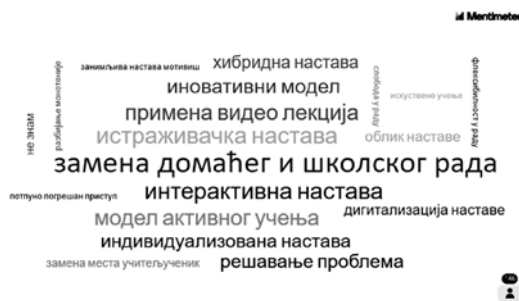 Mentimeter
занимљива настава мотивиш
хибридна настава
иновативни модел
примена видео лекција
истраживачка настава
облик наставе
искуствено учење
слобода у раду
флексибилност у раду
не знам
разбијање монотоније
замена домаћег и школског рада
потпуно погрешан приступ
интерактивна настава
модел активног учења
дигитализација наставе
индивидуализована настава
замена места учитељученик
решавање проблема